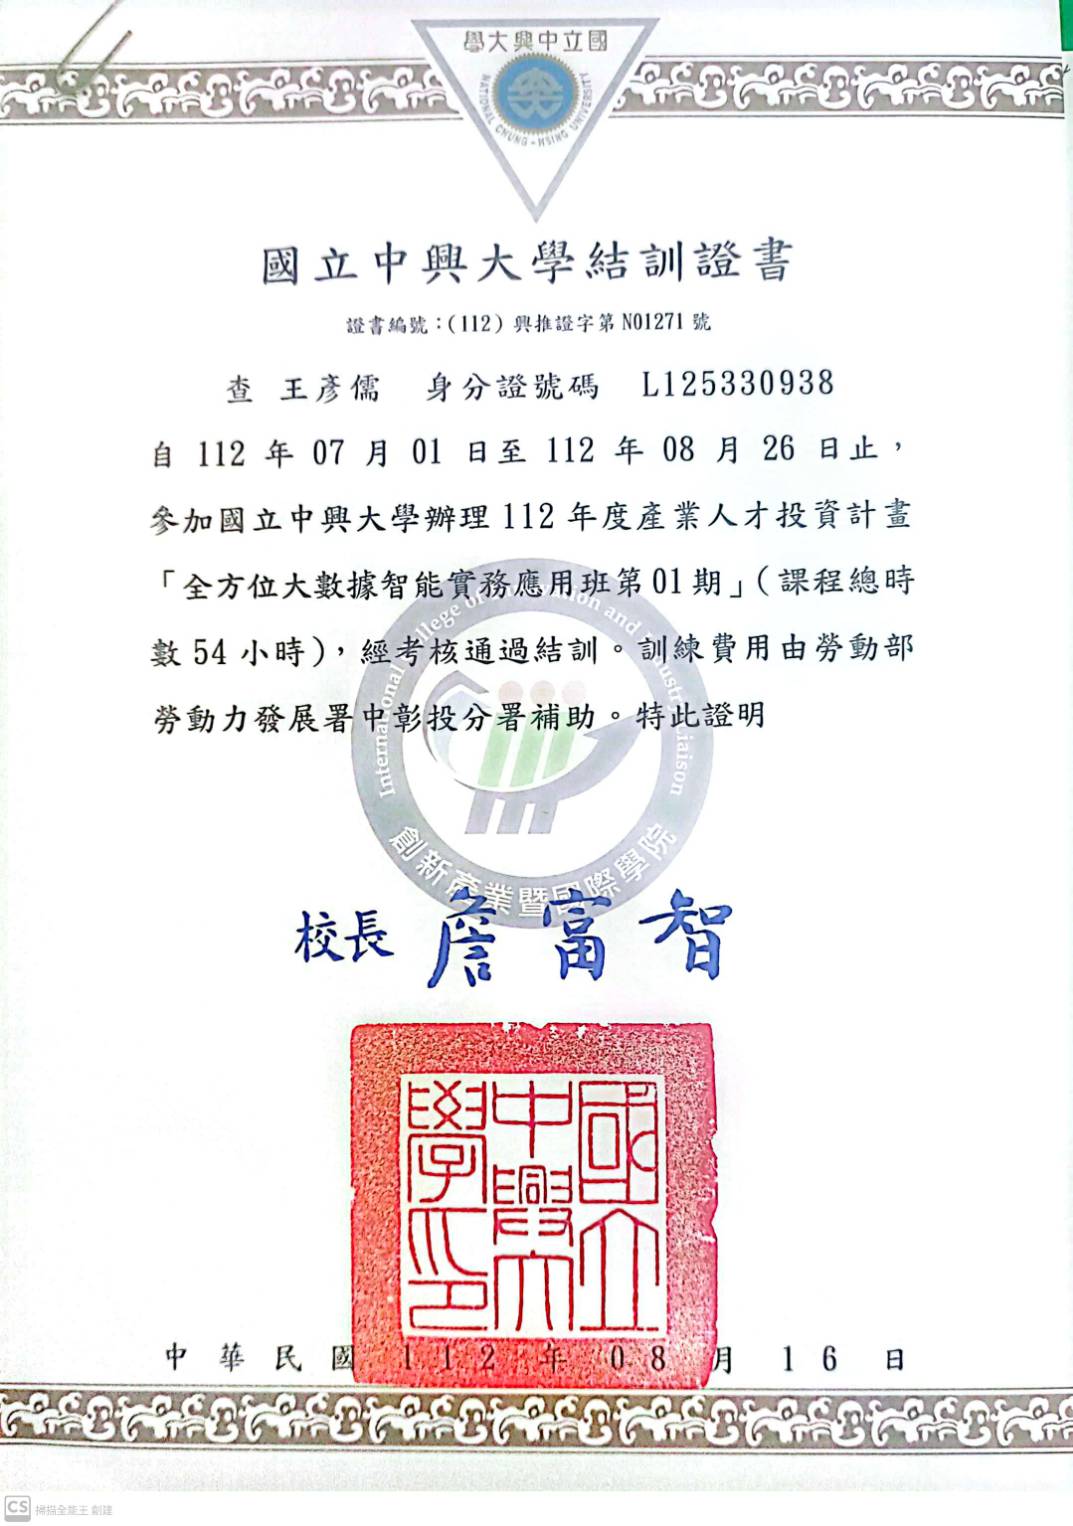 國立中興大學
NATIONAL CHUNG-HSING UNIVERSITY
國立中興大學結訓證書
證書編號：(112) 興推證字第 N01271 號
查 王彥儒 身分證號碼 L125330938
自 112 年 07 月 01 日至 112 年 08 月 26 日止，
參加國立中興大學辦理 112 年度產業人才投資計畫
「全方位大數據智能實務應用班第 01 期」(課程總時
數 54 小時)，經考核通過結訓。訓練費用由勞動部
勞動力發展署中彰投分署補助。特此證明
International College of Innovation and Industry Liaison
創新產業暨國際學院
校長 詹富智
國立中興大學印
中華民國 112 年 08 月 16 日
CS 掃描全能王 創建